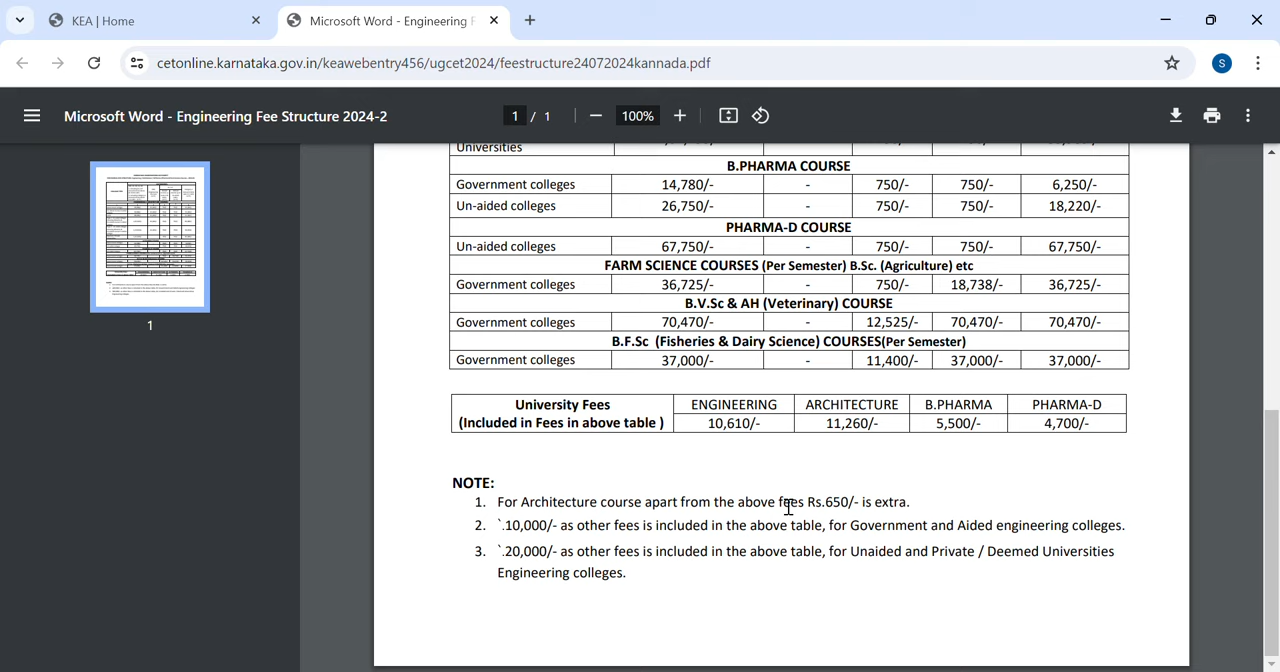 KEA | Home
Microsoft Word - Engineering F
cetonline.karnataka.gov.in/keawebentry456/ugcet2024/feestructure24072024kannada.pdf
S
Microsoft Word - Engineering Fee Structure 2024-2
1 / 1
100%
1
Universities
B.PHARMA COURSE
Government colleges 14,780/- - 750/- 750/- 6,250/-
Un-aided colleges 26,750/- - 750/- 750/- 18,220/-
PHARMA-D COURSE
Un-aided colleges 67,750/- - 750/- 750/- 67,750/-
FARM SCIENCE COURSES (Per Semester) B.Sc. (Agriculture) etc
Government colleges 36,725/- - 750/- 18,738/- 36,725/-
B.V.Sc & AH (Veterinary) COURSE
Government colleges 70,470/- - 12,525/- 70,470/- 70,470/-
B.F.Sc (Fisheries & Dairy Science) COURSES(Per Semester)
Government colleges 37,000/- - 11,400/- 37,000/- 37,000/-
University Fees ENGINEERING ARCHITECTURE B.PHARMA PHARMA-D
(Included in Fees in above table ) 10,610/- 11,260/- 5,500/- 4,700/-
NOTE:
1. For Architecture course apart from the above fees Rs.650/- is extra.
2. `.10,000/- as other fees is included in the above table, for Government and Aided engineering colleges.
3. `.20,000/- as other fees is included in the above table, for Unaided and Private / Deemed Universities
Engineering colleges.